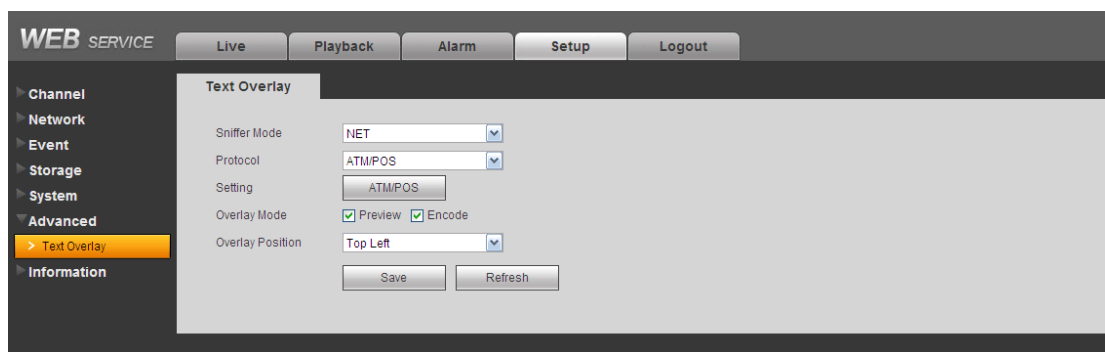 WEB SERVICE
Live Playback Alarm Setup Logout
Channel
Network
Event
Storage
System
Advanced
> Text Overlay
Information
Text Overlay
Sniffer Mode NET
Protocol ATM/POS
Setting ATM/POS
Overlay Mode Preview Encode
Overlay Position Top Left
Save Refresh